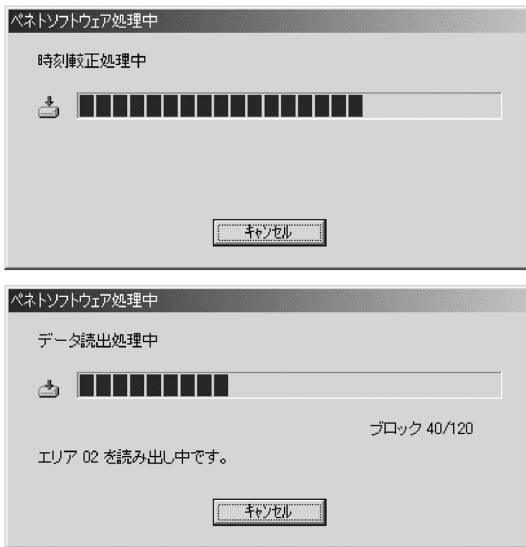 ペネトソフトウェア処理中
時刻較正処理中
キャンセル
ペネトソフトウェア処理中
データ読出処理中
ブロック 40/120
エリア 02 を読み出し中です。
キャンセル